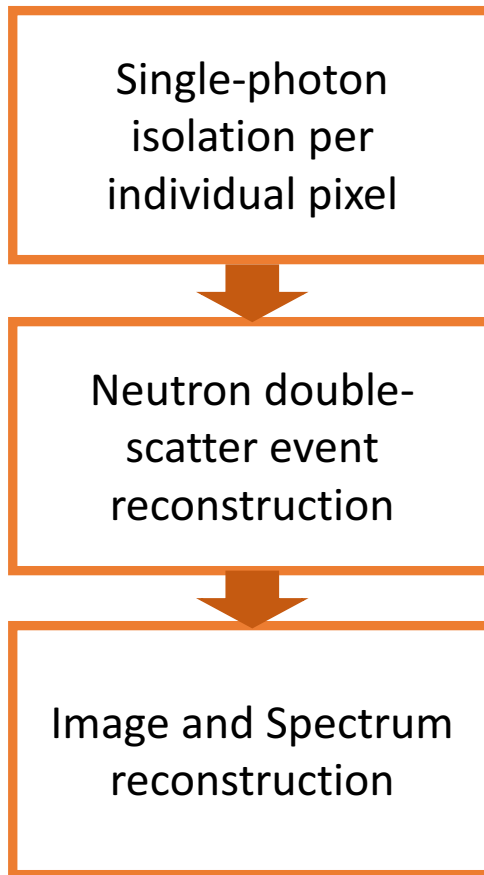 Single-photon
isolation per
individual pixel
Neutron double-
scatter event
reconstruction
Image and Spectrum
reconstruction